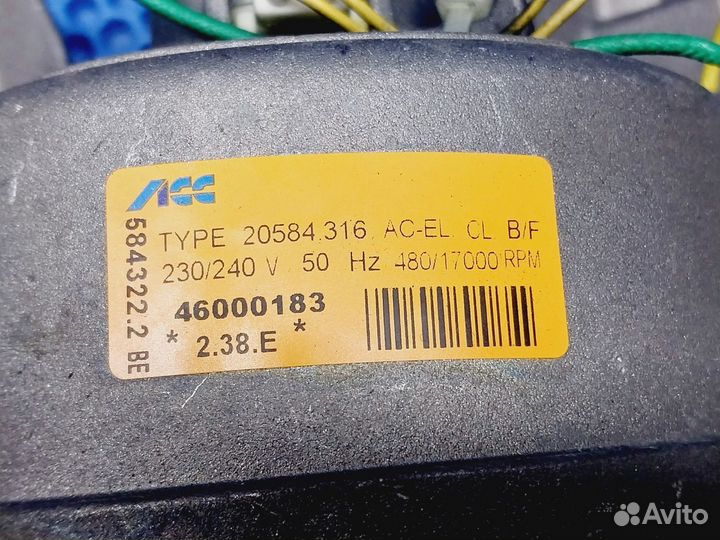 ACC
TYPE 20584.316 AC-EL CL B/F
230/240 V 50 Hz 480/17000 RPM
46000183
* 2.38.E *
584322.2 BE
Avito